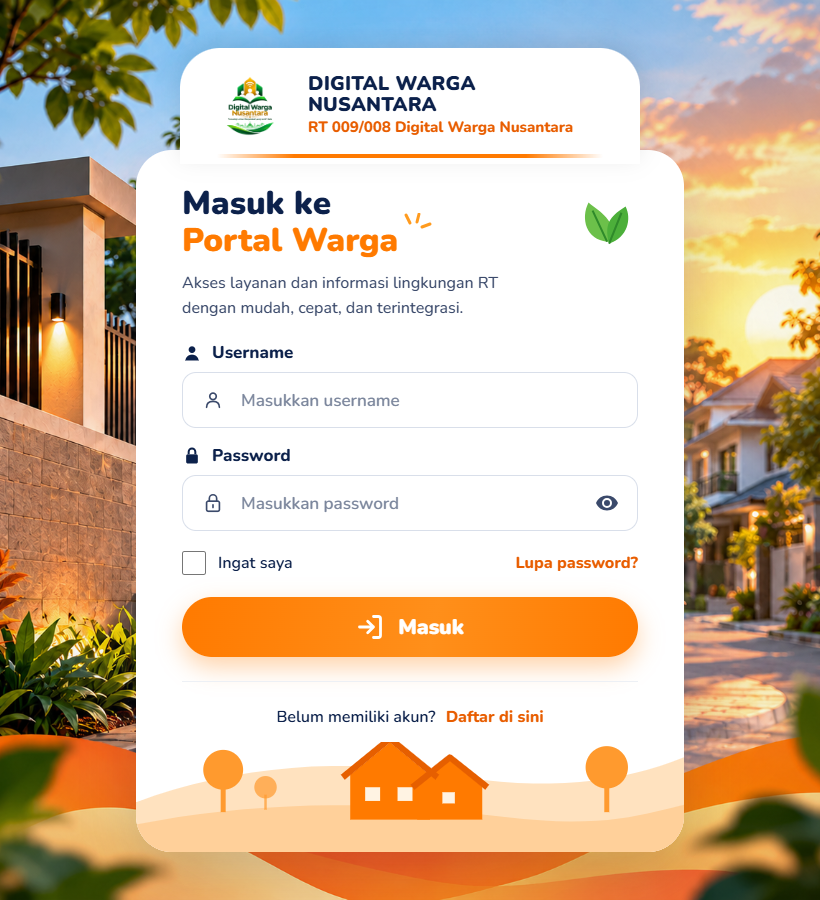 Digital Warga
Nusantara
DIGITAL WARGA
NUSANTARA
RT 009/008 Digital Warga Nusantara
Masuk ke
Portal Warga
Akses layanan dan informasi lingkungan RT
dengan mudah, cepat, dan terintegrasi.
Username
Masukkan username
Password
Masukkan password
Ingat saya
Lupa password?
Masuk
Belum memiliki akun? Daftar di sini